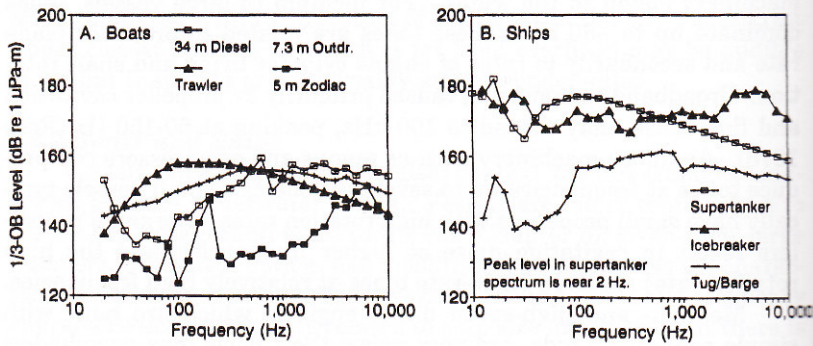 A. Boats
34 m Diesel
7.3 m Outdr.
Trawler
5 m Zodiac
1/3-OB Level (dB re 1 µPa-m)
200
180
160
140
120
10
100
1,000
10,000
Frequency (Hz)
B. Ships
Supertanker
Icebreaker
Tug/Barge
Peak level in supertanker
spectrum is near 2 Hz.
200
180
160
140
120
10
100
1,000
10,000
Frequency (Hz)